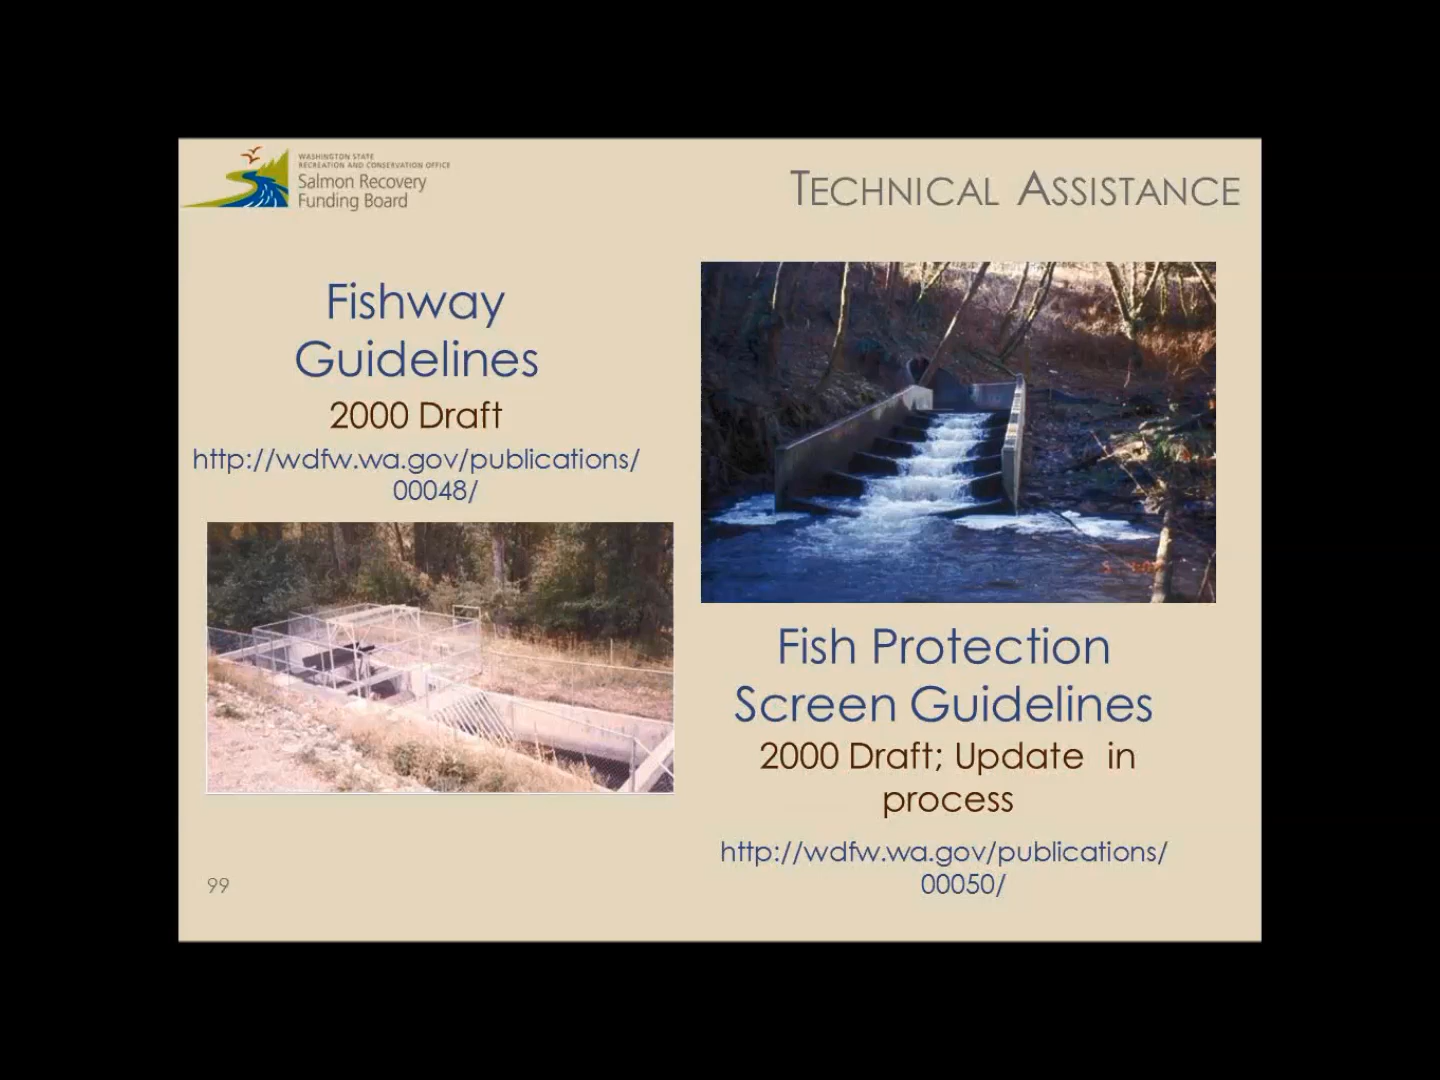 WASHINGTON STATE
RECREATION AND CONSERVATION OFFICE
Salmon Recovery
Funding Board
TECHNICAL ASSISTANCE
Fishway
Guidelines
2000 Draft
http://wdfw.wa.gov/publications/
00048/
Fish Protection
Screen Guidelines
2000 Draft; Update in
process
http://wdfw.wa.gov/publications/
00050/
99